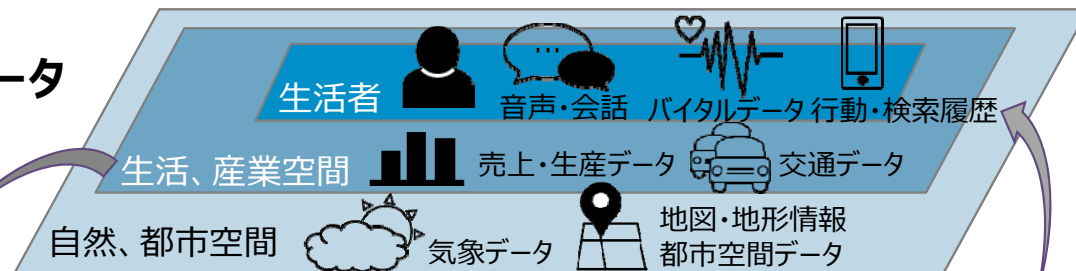 ータ
生活者
音声・会話
バイタルデータ
行動・検索履歴
生活、産業空間
売上・生産データ
交通データ
自然、都市空間
気象データ
地図・地形情報
都市空間データ